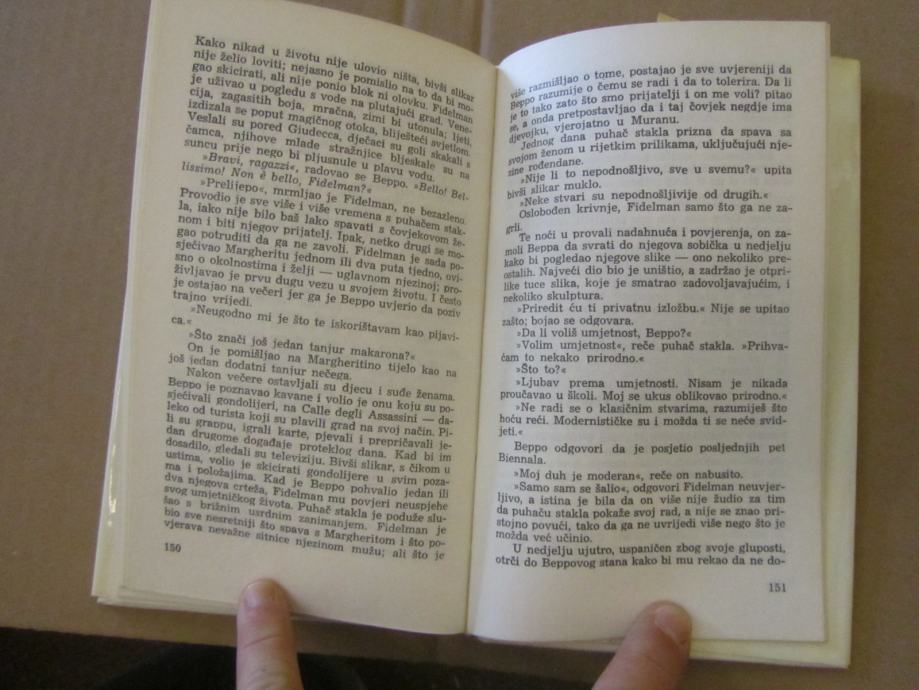 Kako nikad u životu nije ulovio ništa, bivši slikar
nije želio loviti; nejasno je pomislio na to da bi mo-
gao skicirati, ali nije ponio blok ni olovku. Fidelman
je uživao u pogledu s vode na plutajući grad. Vene-
cija, zagasitih boja, mračna, zimi bi utonula; ljeti,
izdizala se poput magičnog otoka, bliješteći svjetlom.
Veslali su pored Giudecca, dječaci su goli skakali s
čamca, njihove mlade stražnjice bljeskale su na
suncu prije nego bi pljusnule u plavu vodu.
»Bravi, ragazzi«, radovao se Beppo. »Bello! Bel-
lissimo! Non è bello, Fidelman?«
»Prelijepo«, mrmljao je Fidelman, ne bezazleno.
Provodio je sve više i više vremena s puhačem stak-
la, iako nije bilo baš lako spavati s čovjekovom že-
nom i biti njegov prijatelj. Ipak, netko drugi se mo-
gao potruditi da ga ne zavoli. Fidelman je sada po-
sjećivao Margheritu jednom ili dva puta tjedno, ovi-
sno o okolnostima i želji — uglavnom njezinoj; pro-
življavao je prvu dugu vezu u svojem životu. I često
je ostajao na večeri jer ga je Beppo uvjerio da poziv
trajno vrijedi.
»Neugodno mi je što te iskorištavam kao pijavi-
ca.«
»Što znači još jedan tanjur makarona?«
On je pomišljao na Margheritino tijelo kao na
još jedan dodatni tanjur nečega.
Nakon večere ostavljali su djecu i suđe ženama.
Beppo je poznavao kavane i volio je onu koju su po-
sjećivali gondolijeri, na Calle degli Assassini — da-
leko od turista koji su plavili grad na svoj način. Pi-
li su grappu, igrali karte, pjevali i prepričavali je-
dan drugome događaje proteklog dana. Kad bi im
dosadilo, gledali su televiziju. Bivši slikar, s čikom u
ustima, volio je skicirati gondolijere u svim poza-
ma i položajima. Kad je Beppo pohvalio jedan ili
dva njegova crteža, Fidelman mu povjeri neuspjehe
svog umjetničkog života. Puhač stakla je poduže slu-
šao s brižnim usrdnim zanimanjem. Fidelman je
bio sve nesretniji što spava s Margheritom i što po-
vjerava nevažne sitnice njezinom mužu; ali što je
150
više razmišljao o tome, postajao je sve uvjereniji da
Beppo razumije o čemu se radi i da to tolerira. Da li
je to tako zato što smo prijatelji i on me voli? pitao
se, a onda pretpostavljao da i taj čovjek negdje ima
djevojku, vjerojatno u Muranu.
Jednog dana puhač stakla prizna da spava sa
svojom ženom u rijetkim prilikama, uključujući nje-
zine rođendane.
»Nije li to nepodnošljivo, sve u svemu?« upita
bivši slikar muklo.
»Neke stvari su nepodnošljivije od drugih.«
Oslobođen krivnje, Fidelman samo što ga ne za-
grli.
Te noći u provali nadahnuća i povjerenja, on za-
moli Beppa da svrati do njegova sobička u nedjelju
kako bi pogledao njegove slike — ono nekoliko pre-
ostalih. Najveći dio bio je uništio, a zadržao je otpri-
like tuce slika, koje je smatrao zadovoljavajućim, i
nekoliko skulptura.
»Priredit ću ti privatnu izložbu.« Nije se upitao
zašto; bojao se odgovara.
»Da li voliš umjetnost, Beppo?«
»Volim umjetnost«, reče puhač stakla. »Prihva-
ćam to nekako prirodno.«
»Što to?«
»Ljubav prema umjetnosti. Nisam je nikada
proučavao u školi. Moj se ukus oblikovao prirodno.«
»Ne radi se o klasičnim stvarima, razumiješ što
hoću reći. Modernističke su i možda ti se neće svid-
jeti.«
Beppo odgovori da je posjetio posljednjih pet
Biennala.
»Moj duh je moderan«, reče on nabusito.
»Samo sam se šalio«, odgovori Fidelman neuvjer-
ljivo, a istina je bila da on više nije žudio za tim
da puhaču stakla pokaže svoj rad, a nije se znao pri-
stojno povući, tako da ga ne uvrijedi više nego što je
možda već učinio.
U nedjelju ujutro, uspaničen zbog svoje gluposti,
otrči do Beppovog stana kako bi mu rekao da ne do-
151